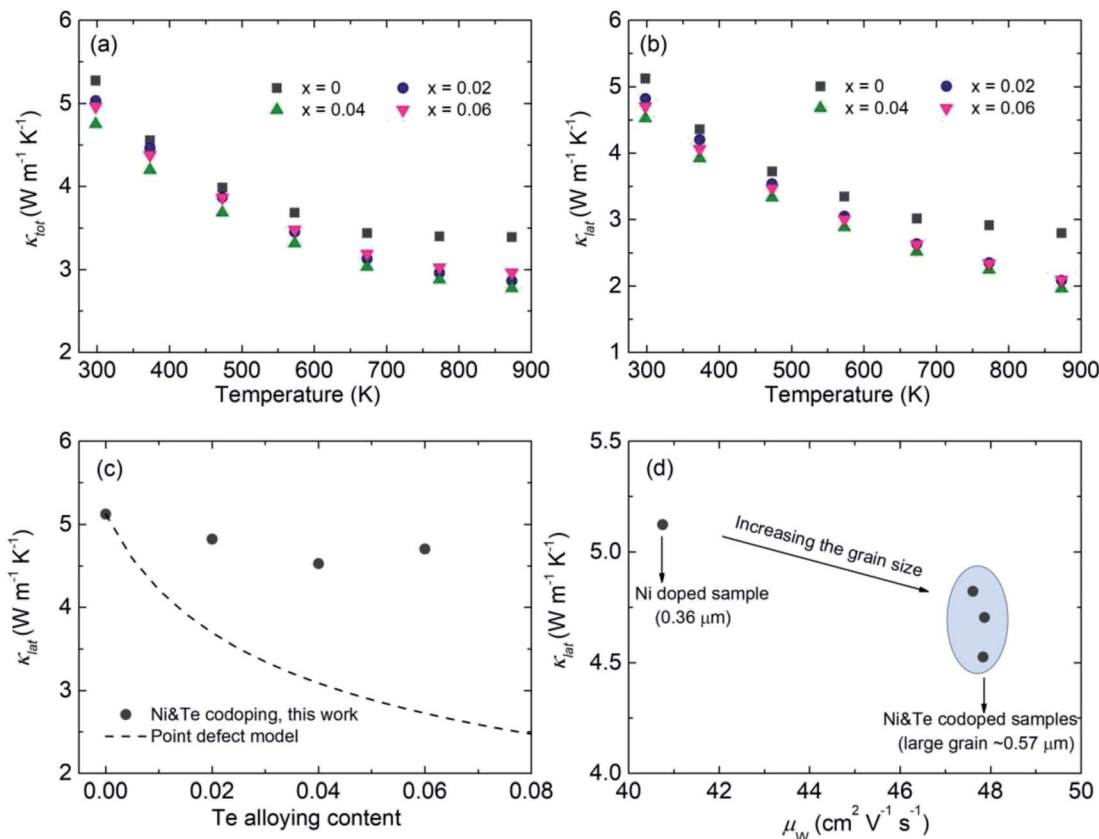 (a)
x = 0 x = 0.02
x = 0.04 x = 0.06
6
5
4
3
2
κtot (W m⁻¹ K⁻¹)
300 400 500 600 700 800 900
Temperature (K)
(b)
x = 0 x = 0.02
x = 0.04 x = 0.06
6
5
4
3
2
1
κlat (W m⁻¹ K⁻¹)
300 400 500 600 700 800 900
Temperature (K)
(c)
6
5
4
3
2
κlat (W m⁻¹ K⁻¹)
Ni&Te codoping, this work
Point defect model
0.00 0.02 0.04 0.06 0.08
Te alloying content
(d)
5.5
5.0
4.5
4.0
κlat (W m⁻¹ K⁻¹)
Increasing the grain size
Ni doped sample
(0.36 μm)
Ni&Te codoped samples
(large grain ~0.57 μm)
40 42 44 46 48 50
μW (cm² V⁻¹ s⁻¹)